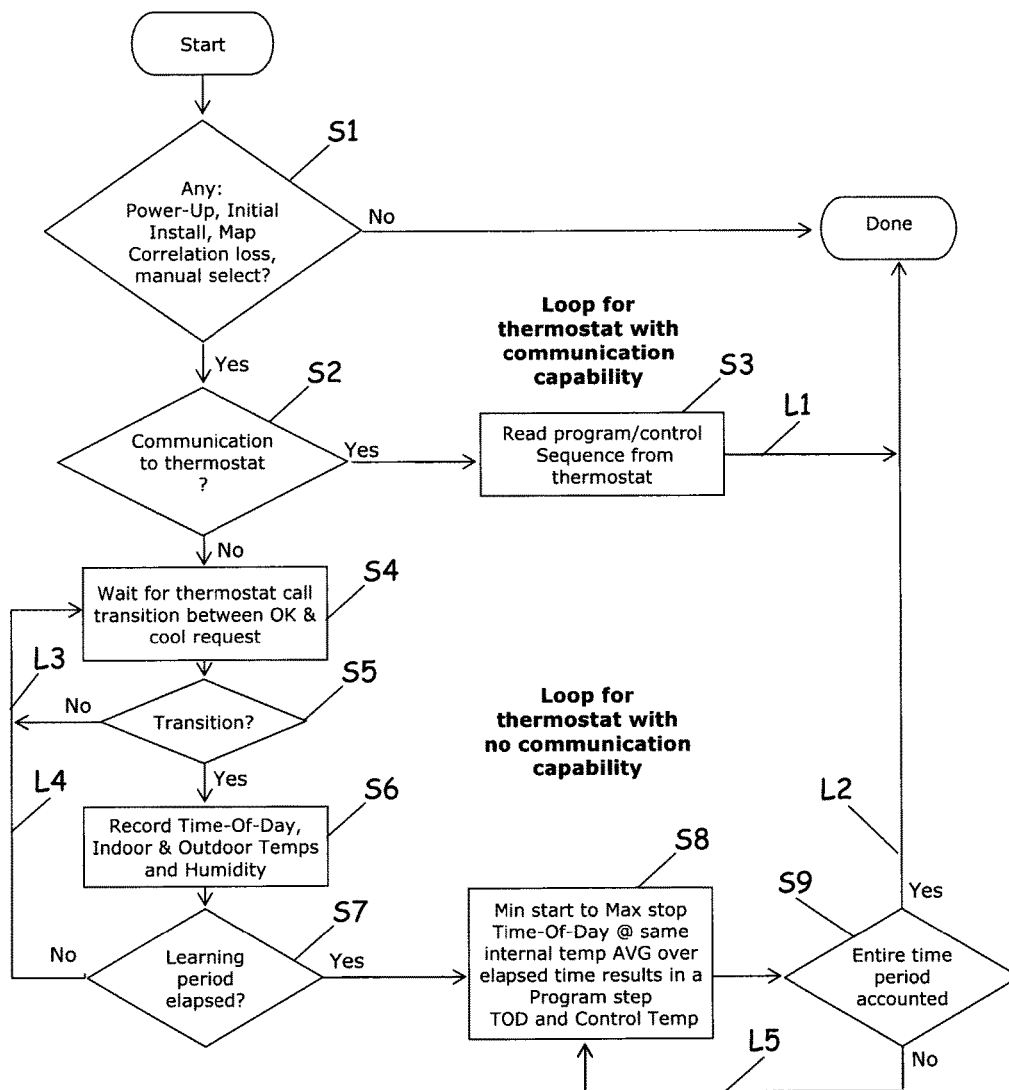 Start
S1
Any:
Power-Up, Initial
Install, Map
Correlation loss,
manual select?
No
Done
Yes
Loop for
thermostat with
communication
capability
S2
S3
L1
Communication
to thermostat
?
Yes
Read program/control
Sequence from
thermostat
No
S4
Wait for thermostat call
transition between OK &
cool request
L3
S5
No
Transition?
Loop for
thermostat with
no communication
capability
Yes
L4
S6
L2
Record Time-Of-Day,
Indoor & Outdoor Temps
and Humidity
S8
S9
Yes
S7
No
Learning
period
elapsed?
Yes
Min start to Max stop
Time-Of-Day @ same
internal temp AVG over
elapsed time results in a
Program step
TOD and Control Temp
Entire time
period
accounted
L5
No